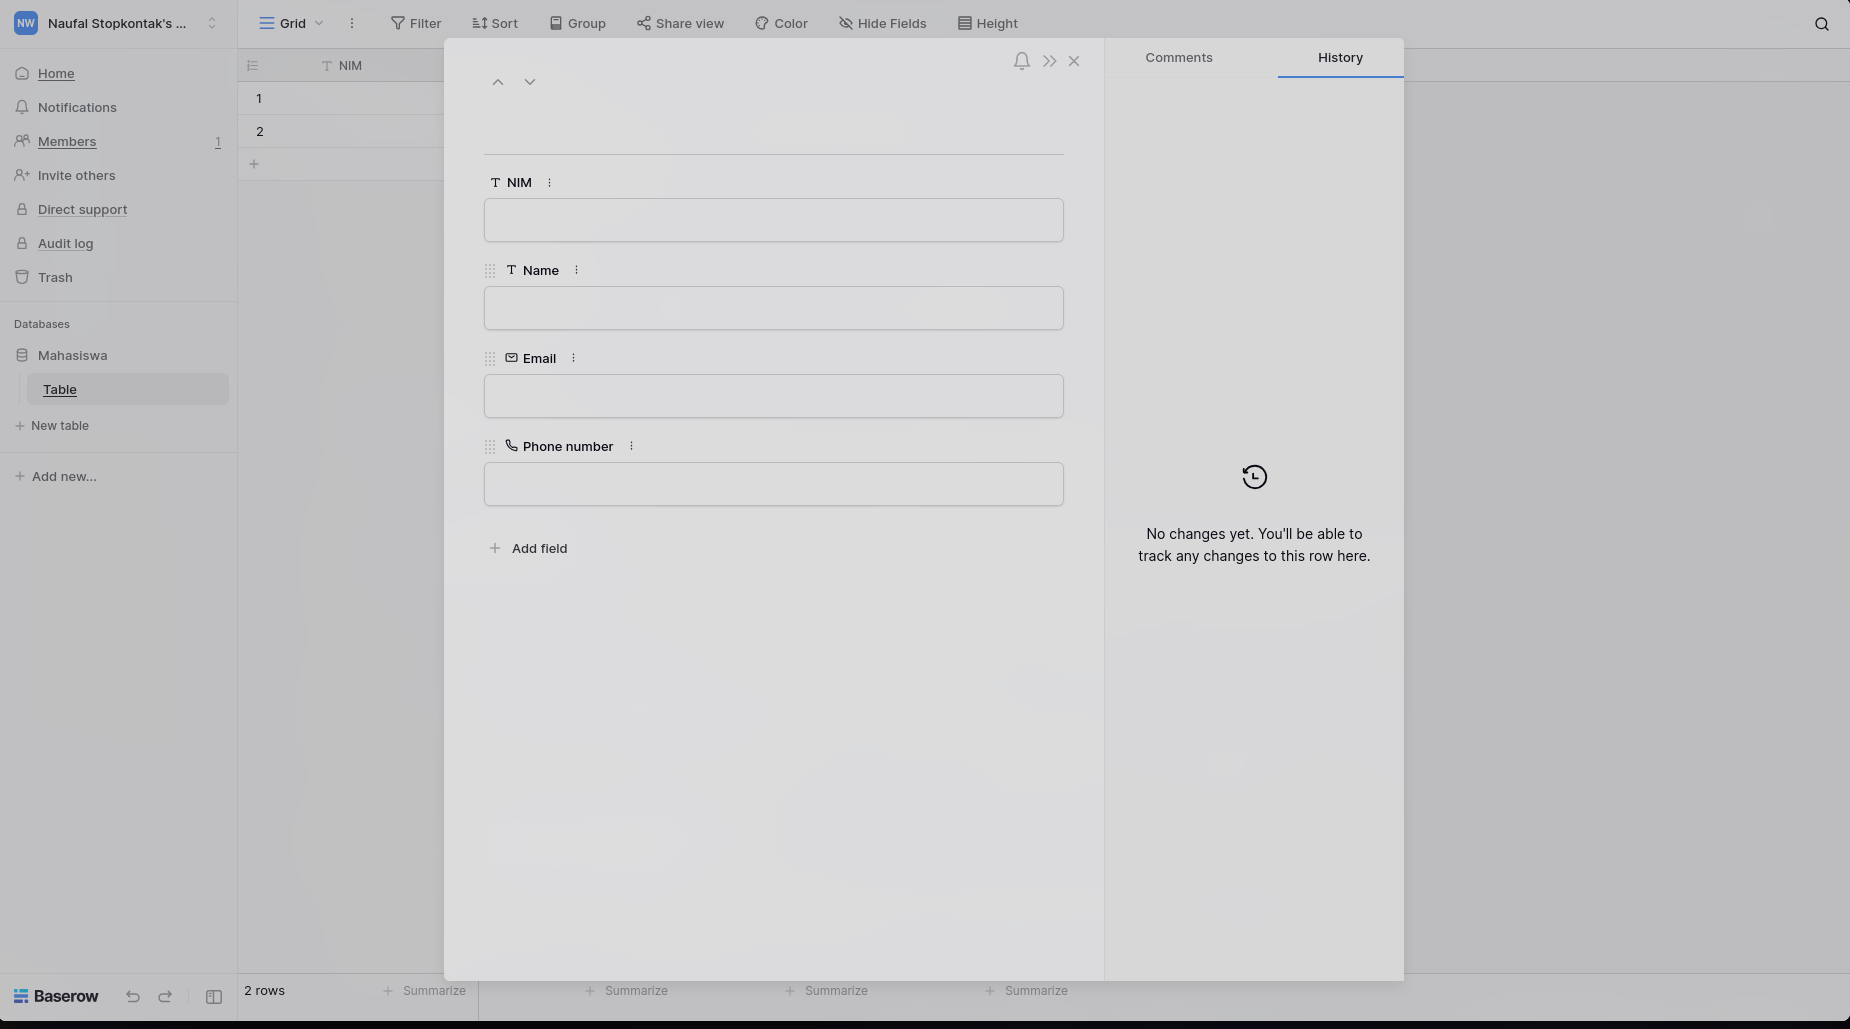 NW
Naufal Stopkontak's ...
Grid
Filter
Sort
Group
Share view
Color
Hide Fields
Height
Home
Notifications
Members
1
Invite others
Direct support
Audit log
Trash
Databases
Mahasiswa
Table
New table
Add new...
NIM
1
2
NIM
Name
Email
Phone number
Add field
Comments
History
No changes yet. You'll be able to
track any changes to this row here.
Baserow
2 rows
Summarize
Summarize
Summarize
Summarize